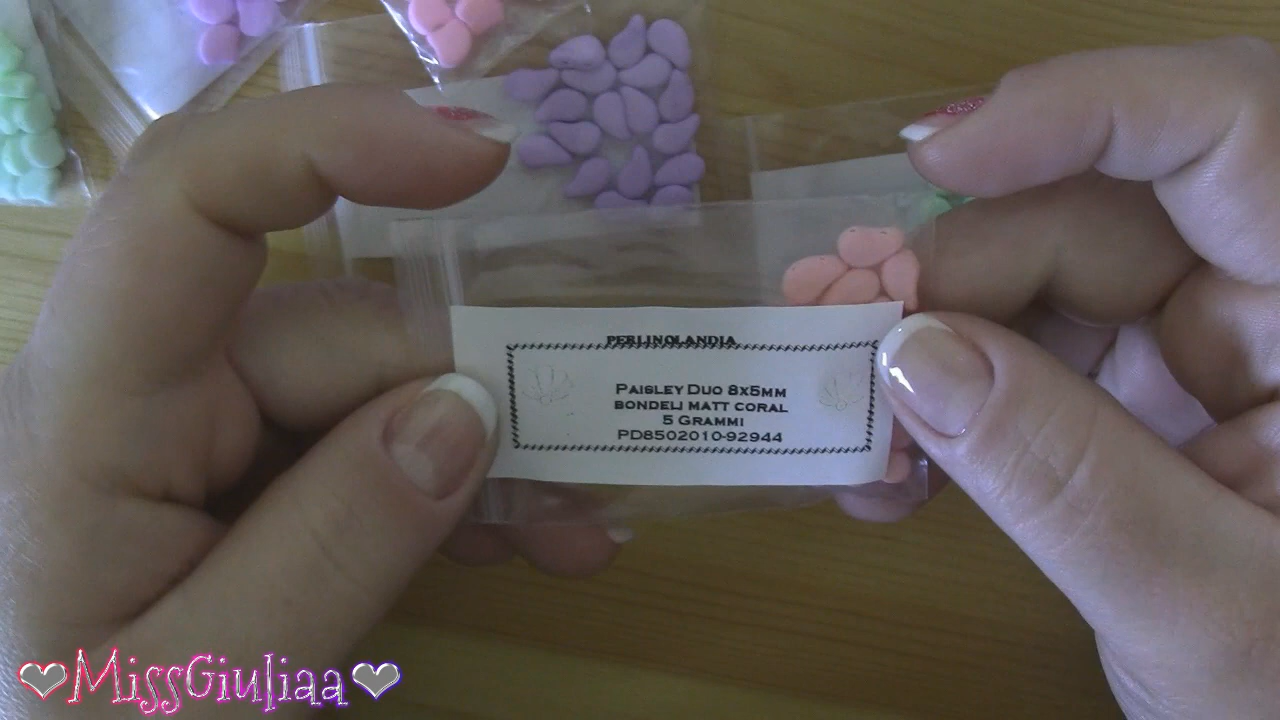 PERLINOLANDIA
PAISLEY DUO 8X5MM
BONDELI MATT CORAL
5 GRAMMI
PD8502010-92944
MissGiuliaa